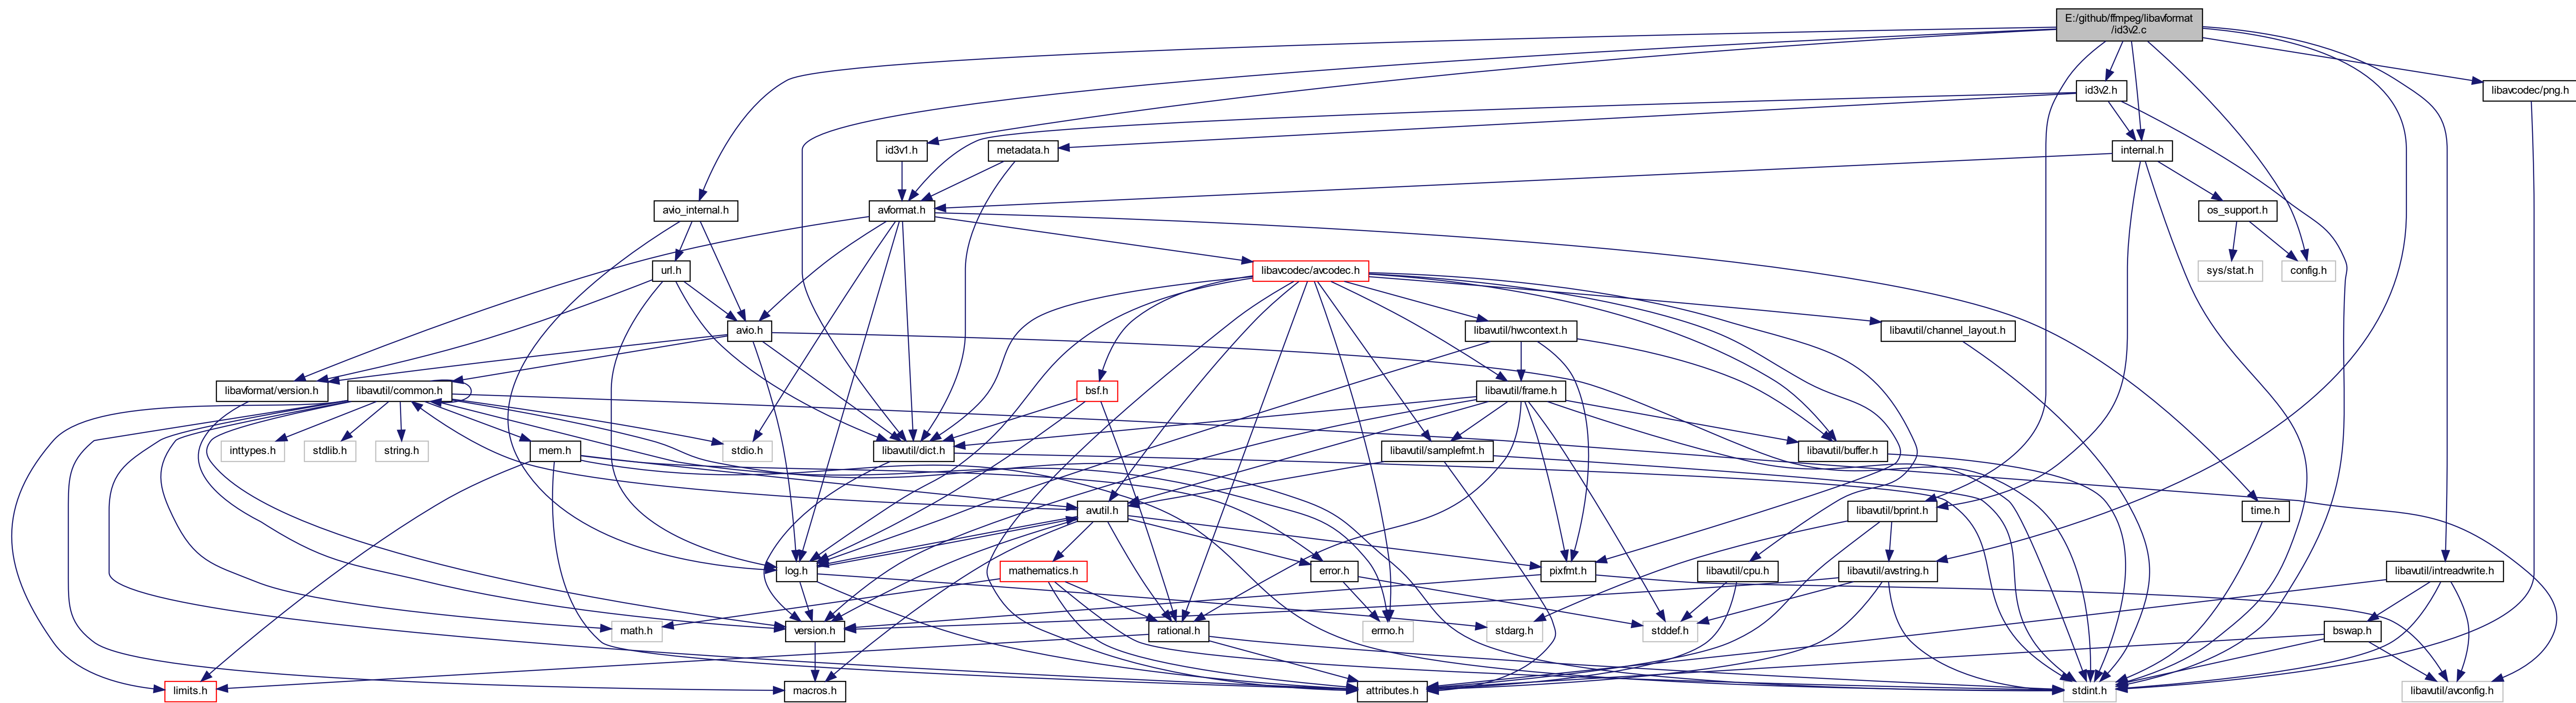 E:/github/ffmpeg/libavformat
/id3v2.c
id3v2.h
libavcodec/png.h
id3v1.h
metadata.h
internal.h
avio_internal.h
avformat.h
os_support.h
url.h
libavcodec/avcodec.h
sys/stat.h
config.h
avio.h
libavutil/hwcontext.h
libavutil/channel_layout.h
libavformat/version.h
libavutil/common.h
bsf.h
libavutil/frame.h
inttypes.h
stdlib.h
string.h
mem.h
stdio.h
libavutil/dict.h
libavutil/samplefmt.h
libavutil/buffer.h
avutil.h
libavutil/bprint.h
time.h
log.h
mathematics.h
error.h
pixfmt.h
libavutil/cpu.h
libavutil/avstring.h
libavutil/intreadwrite.h
math.h
version.h
rational.h
errno.h
stdarg.h
stddef.h
bswap.h
limits.h
macros.h
attributes.h
stdint.h
libavutil/avconfig.h